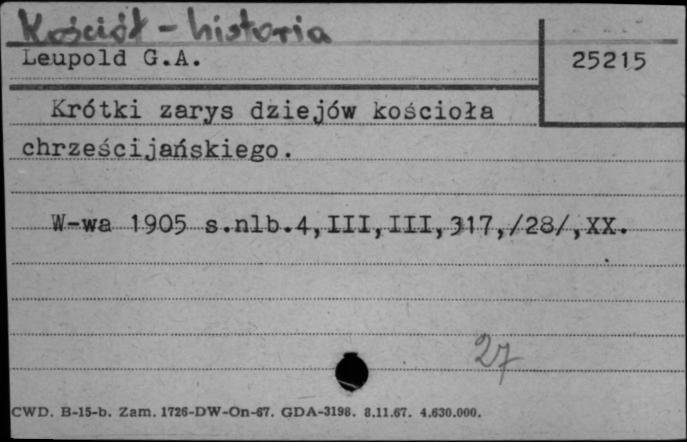 Kościół - historia
Leupold G.A.
25215
Krótki zarys dziejów kościoła
chrześcijańskiego.
W-wa 1905 s.nlb.4,III,III,317,/28/,XX.
27
CWD. B-15-b. Zam. 1726-DW-On-67. GDA-3198. 8.11.67. 4.630.000.